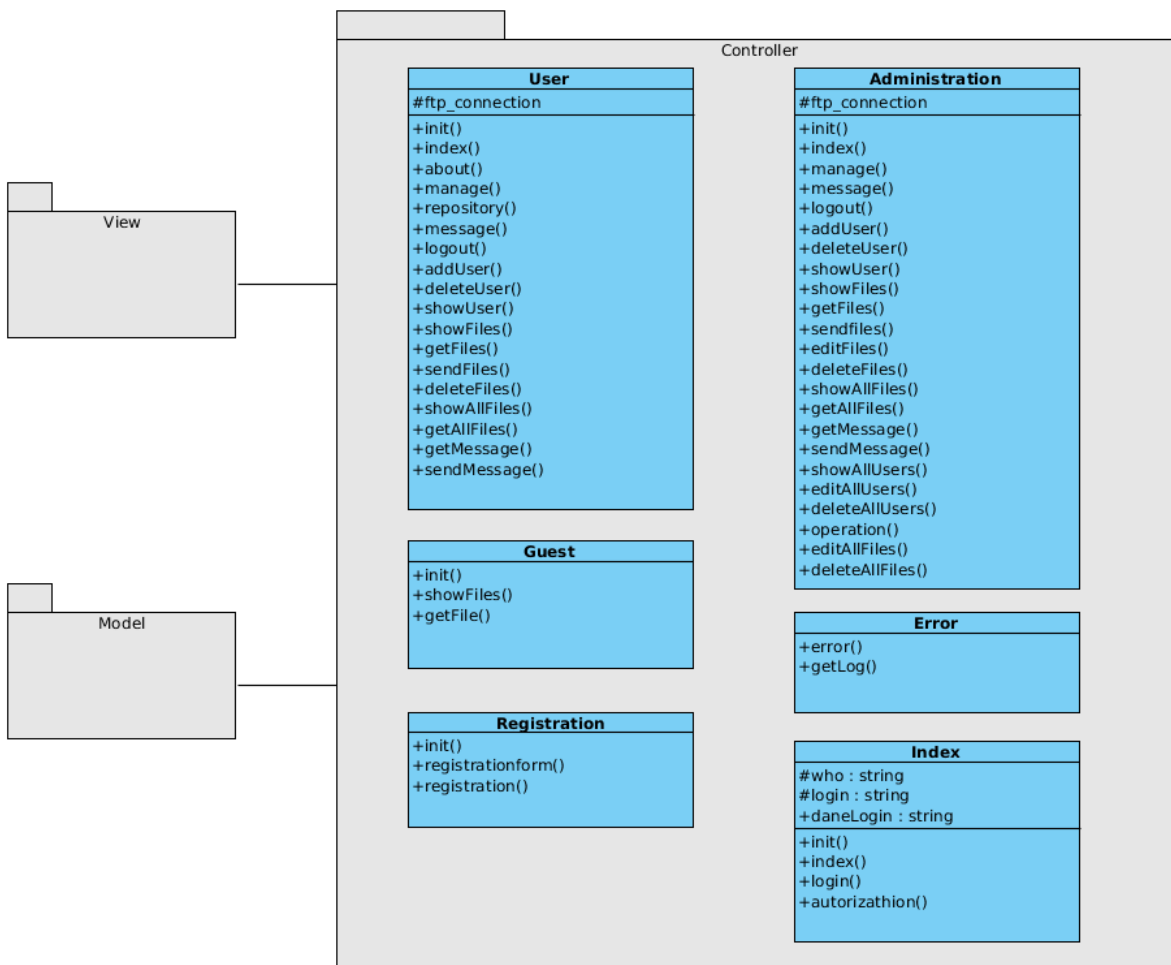 Controller
View
Model
User
#ftp_connection
+init()
+index()
+about()
+manage()
+repository()
+message()
+logout()
+addUser()
+deleteUser()
+showUser()
+showFiles()
+getFiles()
+sendFiles()
+deleteFiles()
+showAllFiles()
+getAllFiles()
+getMessage()
+sendMessage()
Administration
#ftp_connection
+init()
+index()
+manage()
+message()
+logout()
+addUser()
+deleteUser()
+showUser()
+showFiles()
+getFiles()
+sendfiles()
+editFiles()
+deleteFiles()
+showAllFiles()
+getAllFiles()
+getMessage()
+sendMessage()
+showAllUsers()
+editAllUsers()
+deleteAllUsers()
+operation()
+editAllFiles()
+deleteAllFiles()
Guest
+init()
+showFiles()
+getFile()
Error
+error()
+getLog()
Registration
+init()
+registrationform()
+registration()
Index
#who : string
#login : string
+daneLogin : string
+init()
+index()
+login()
+autorizathion()